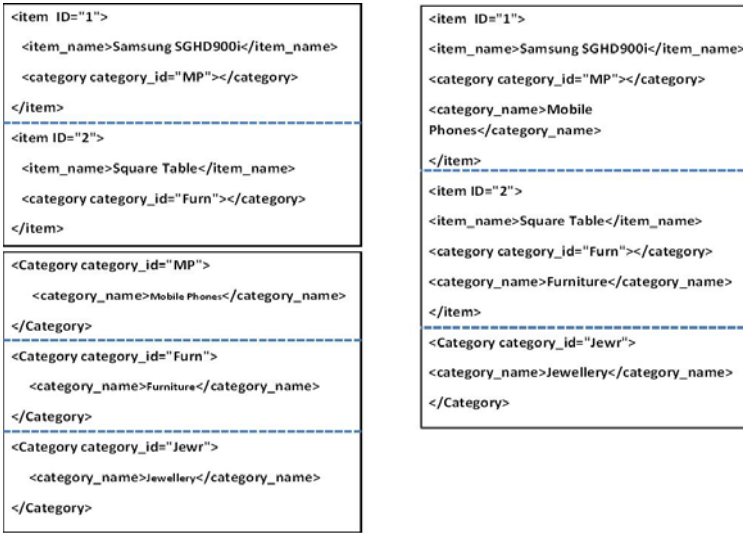 <item  ID="1">
<item_name>Samsung SGHD900i</item_name>
<category category_id="MP"></category>
</item>
<item ID="2">
<item_name>Square Table</item_name>
<category category_id="Furn"></category>
</item>
<Category category_id="MP">
<category_name>Mobile Phones</category_name>
</Category>
<Category category_id="Furn">
<category_name>Furniture</category_name>
</Category>
<Category category_id="Jewr">
<category_name>Jewellery</category_name>
</Category>
<item  ID="1">
<item_name>Samsung SGHD900i</item_name>
<category category_id="MP"></category>
<category_name>Mobile
Phones</category_name>
</item>
<item ID="2">
<item_name>Square Table</item_name>
<category category_id="Furn"></category>
<category_name>Furniture</category_name>
</item>
<Category category_id="Jewr">
<category_name>Jewellery</category_name>
</Category>